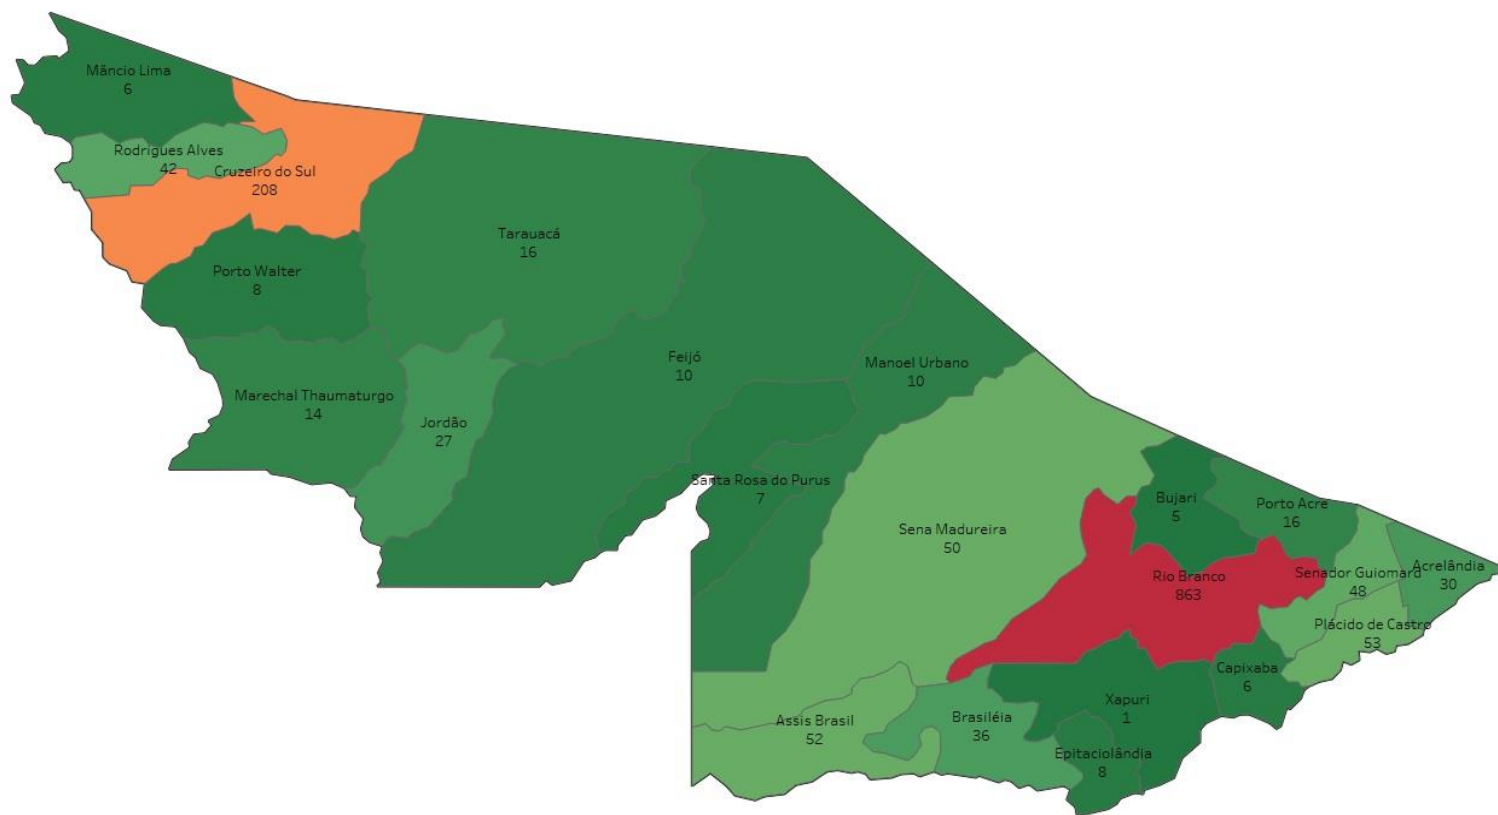 Mâncio Lima
6
Rodrigues Alves
42
Cruzeiro do Sul
208
Tarauacá
16
Porto Walter
8
Feijó
10
Manoel Urbano
10
Marechal Thaumaturgo
14
Jordão
27
Santa Rosa do Purus
7
Sena Madureira
50
Bujari
5
Porto Acre
16
Rio Branco
863
Senador Guiomard
48
Acrelândia
30
Plácido de Castro
53
Capixaba
6
Xapuri
1
Assis Brasil
52
Brasiléia
36
Epitaciolândia
8